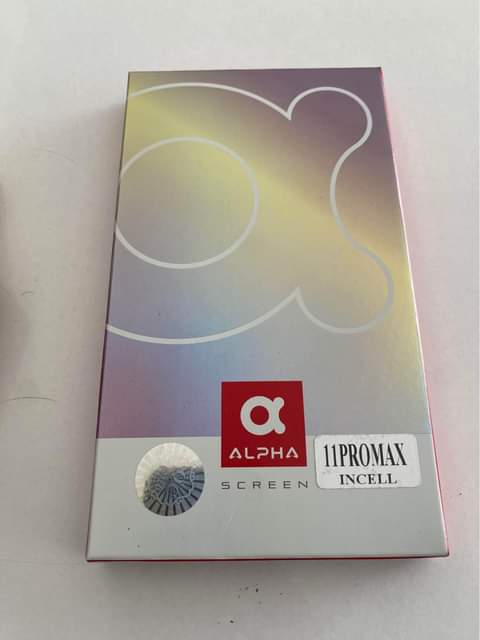 α
ALPHA
SCREEN
11PROMAX
INCELL